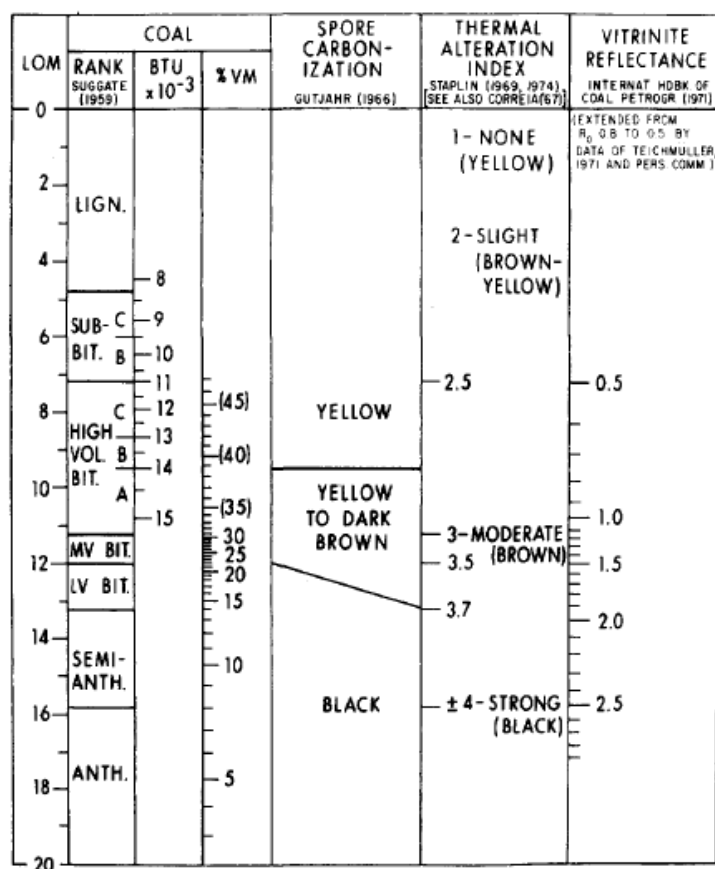 LOM
COAL
RANK
SUGGATE
(1959)
BTU
x10⁻³
% VM
SPORE
CARBON-
IZATION
GUTJAHR (1966)
THERMAL
ALTERATION
INDEX
STAPLIN (1969, 1974)
[SEE ALSO CORREIA('67)]
VITRINITE
REFLECTANCE
INTERNAT HDBK OF
COAL PETROGR (1971)
0
2
4
6
8
10
12
14
16
18
20
LIGN.
SUB-
BIT.
C
B
HIGH
VOL.
BIT.
C
B
A
MV BIT.
LV BIT.
SEMI-
ANTH.
ANTH.
8
9
10
11
12
13
14
15
(45)
(40)
(35)
30
25
20
15
10
5
YELLOW
YELLOW
TO DARK
BROWN
BLACK
1-NONE
(YELLOW)
2-SLIGHT
(BROWN-
YELLOW)
2.5
3-MODERATE
(BROWN)
3.5
3.7
±4-STRONG
(BLACK)
(EXTENDED FROM
R₀ 0.8 TO 0.5 BY
DATA OF TEICHMULLER,
1971 AND PERS. COMM.)
0.5
1.0
1.5
2.0
2.5